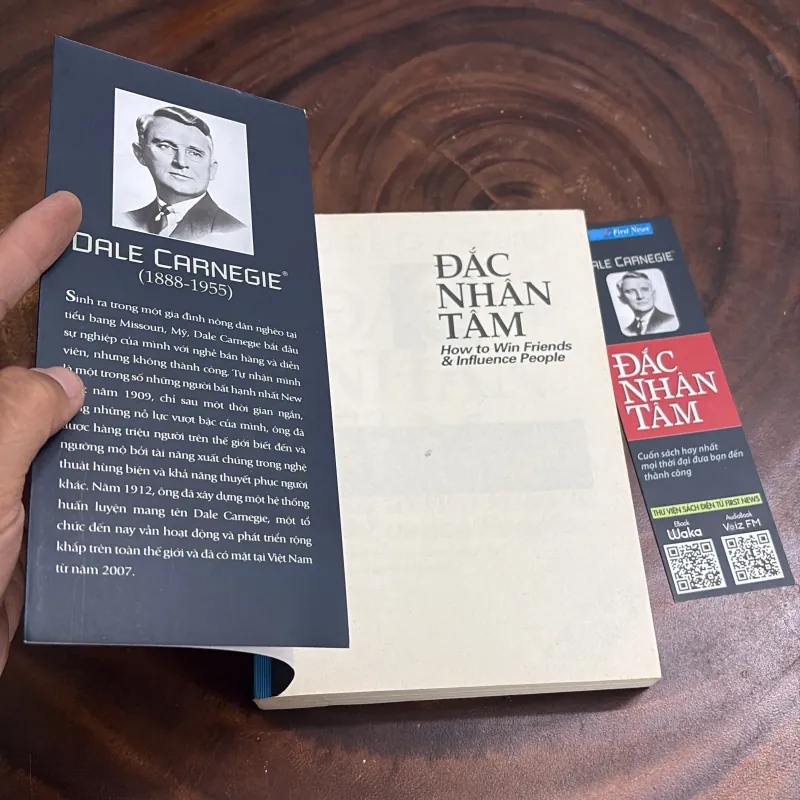 DALE CARNEGIE®
(1888-1955)
Sinh ra trong một gia đình nông dân nghèo tại
tiểu bang Missouri, Mỹ, Dale Carnegie bắt đầu
sự nghiệp của mình với nghề bán hàng và diễn
viên, nhưng không thành công. Tự nhận mình
là một trong số những người bất hạnh nhất New
năm 1909, chỉ sau một thời gian ngắn,
những nỗ lực vượt bậc của mình, ông đã
được hàng triệu người trên thế giới biết đến và
ngưỡng mộ bởi tài năng xuất chúng trong nghệ
thuật hùng biện và khả năng thuyết phục người
khác. Năm 1912, ông đã xây dựng một hệ thống
huấn luyện mang tên Dale Carnegie, một tổ
chức đến nay vẫn hoạt động và phát triển rộng
khắp trên toàn thế giới và đã có mặt tại Việt Nam
từ năm 2007.
ĐẮC
NHÂN
TÂM
How to Win Friends
& Influence People
First News
ALE CARNEGIE
ĐẮC
NHÂN
TÂM
Cuốn sách hay nhất
mọi thời đại đưa bạn đến
thành công
THƯ VIỆN SÁCH ĐIỆN TỬ FIRST NEWS
EBook
Waka
AudioBook
Voiz FM